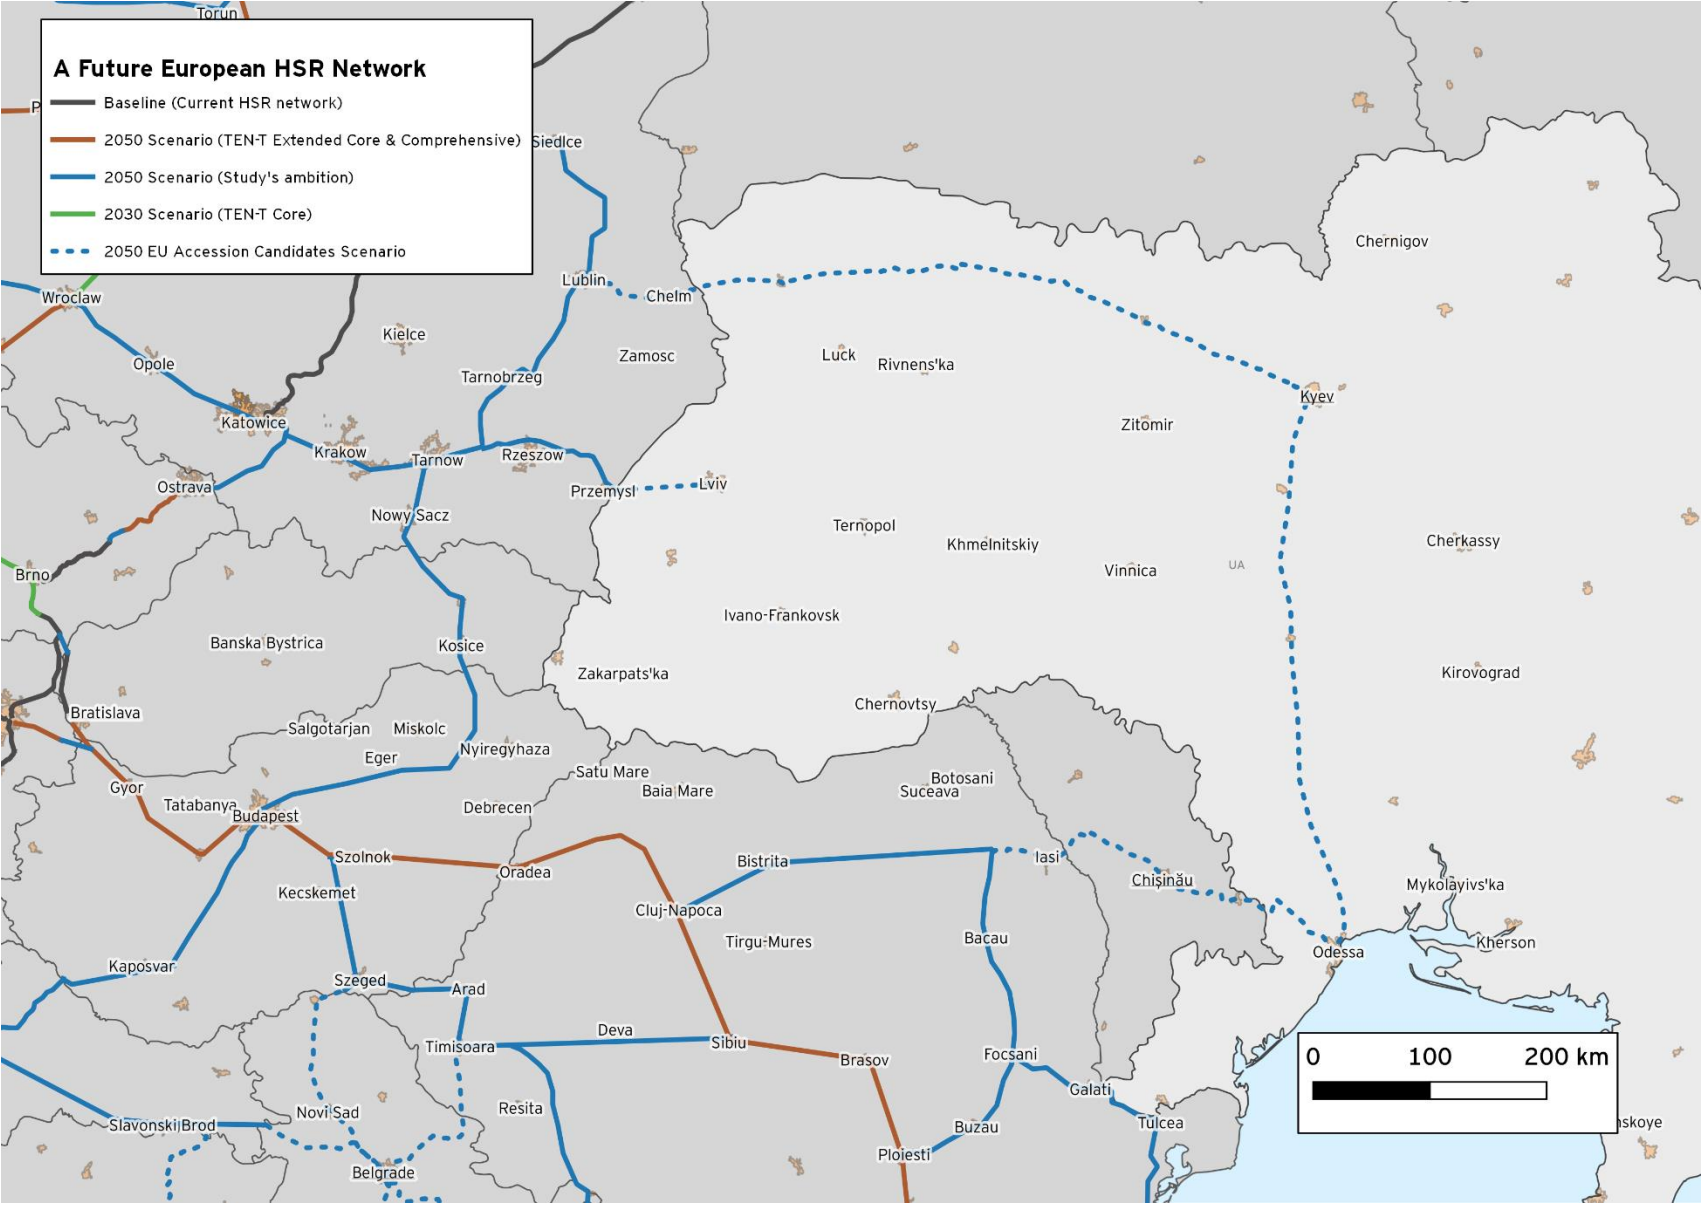 Torun
A Future European HSR Network
Baseline (Current HSR network)
P
2050 Scenario (TEN-T Extended Core & Comprehensive)
Siedlce
2050 Scenario (Study's ambition)
2030 Scenario (TEN-T Core)
2050 EU Accession Candidates Scenario
Chernigov
Lublin
Chelm
Wroclaw
Kielce
Zamosc
Luck
Rivnens'ka
Opole
Tarnobrzeg
Kyev
Katowice
Zitomir
Krakow
Tarnow
Rzeszow
Ostrava
Przemysl
Lviv
Nowy Sacz
Ternopol
Khmelnitskiy
Cherkassy
Brno
Vinnica
UA
Ivano-Frankovsk
Banska Bystrica
Kosice
Zakarpats'ka
Kirovograd
Chernovtsy
Bratislava
Salgotarjan
Miskolc
Nyiregyhaza
Eger
Satu Mare
Botosani
Gyor
Baia Mare
Suceava
Tatabanya
Debrecen
Budapest
Szolnok
Oradea
Bistrita
Iasi
Chișinău
Mykolayivs'ka
Kecskemet
Cluj-Napoca
Tirgu-Mures
Bacau
Kherson
Odessa
Kaposvar
Szeged
Arad
Deva
Timisoara
Sibiu
Brasov
Focsani
0 100 200 km
Galati
Novi Sad
Resita
Slavonski Brod
Buzau
Tulcea
nskoye
Ploiesti
Belgrade